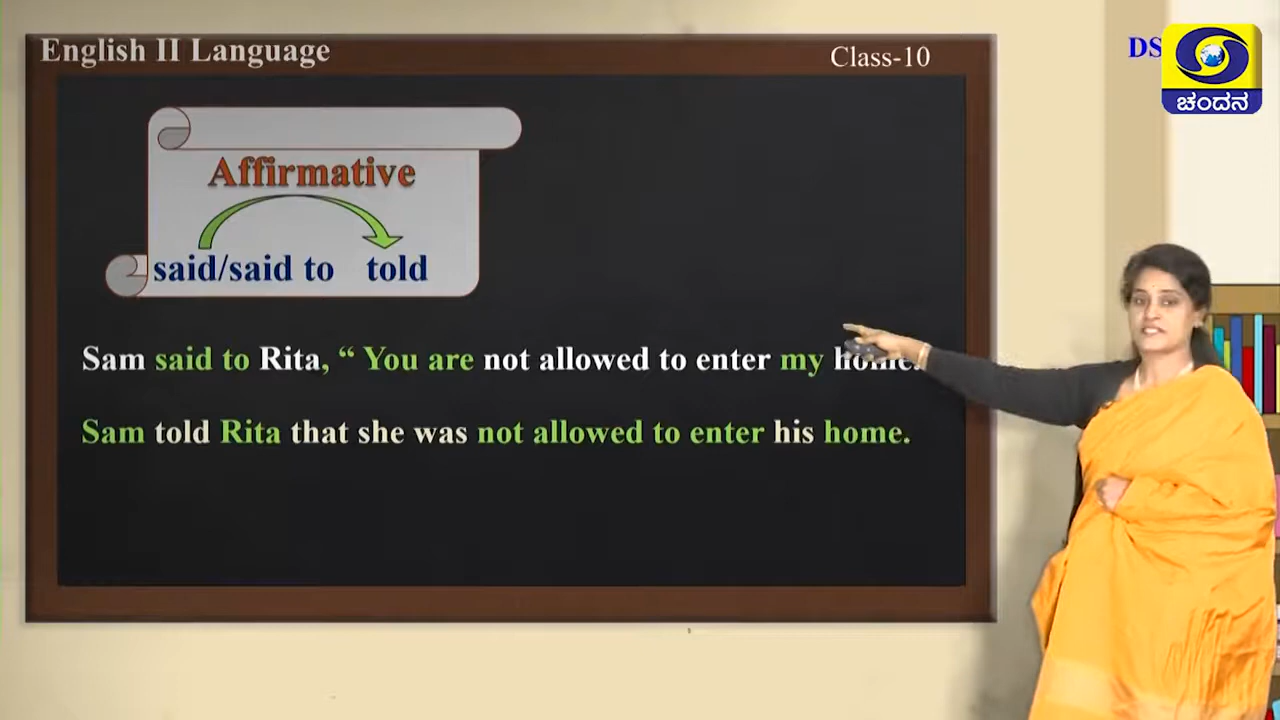 English II Language
Class-10
DS
ಚಂದನ
Affirmative
said/said to told
Sam said to Rita, “ You are not allowed to enter my home.
Sam told Rita that she was not allowed to enter his home.